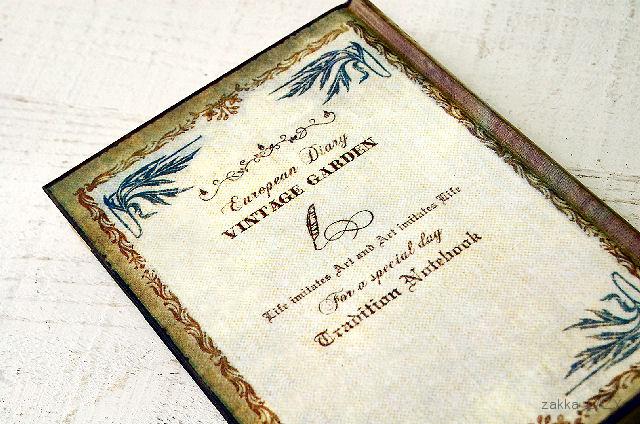 European Diary
VINTAGE GARDEN
Life imitates Art and Art imitates Life
For a special day
Tradition Notebook
zakka